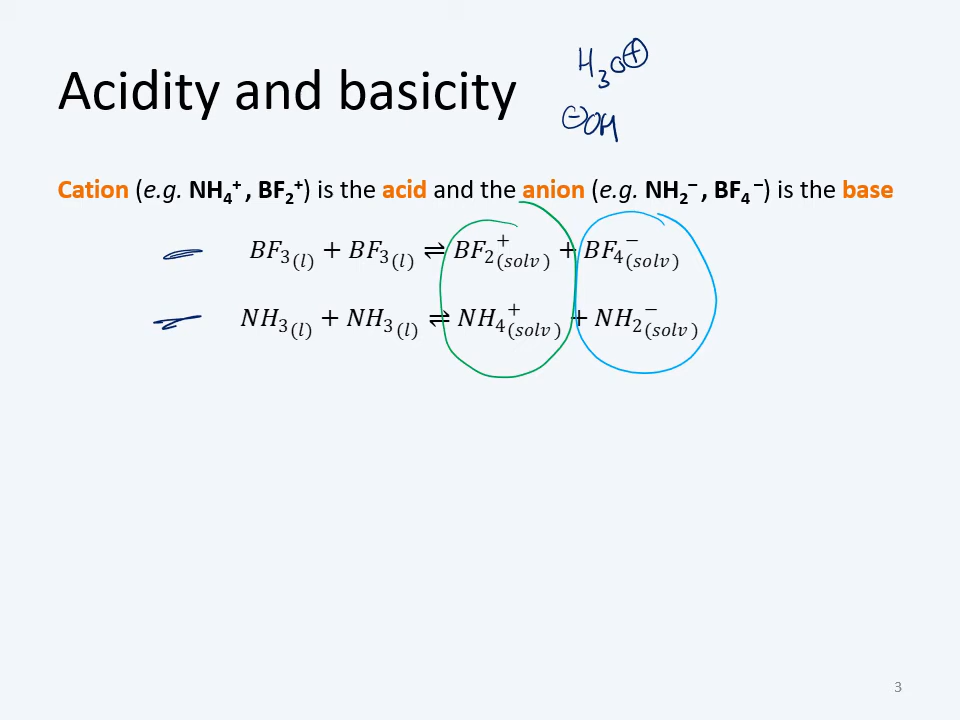 H₃O⊕
Acidity and basicity
⊖OH
Cation (e.g. NH₄⁺ , BF₂⁺) is the acid and the anion (e.g. NH₂⁻ , BF₄⁻) is the base
BF₃(l) + BF₃(l) ⇌ BF₂⁺(solv) + BF₄⁻(solv)
NH₃(l) + NH₃(l) ⇌ NH₄⁺(solv) + NH₂⁻(solv)
3